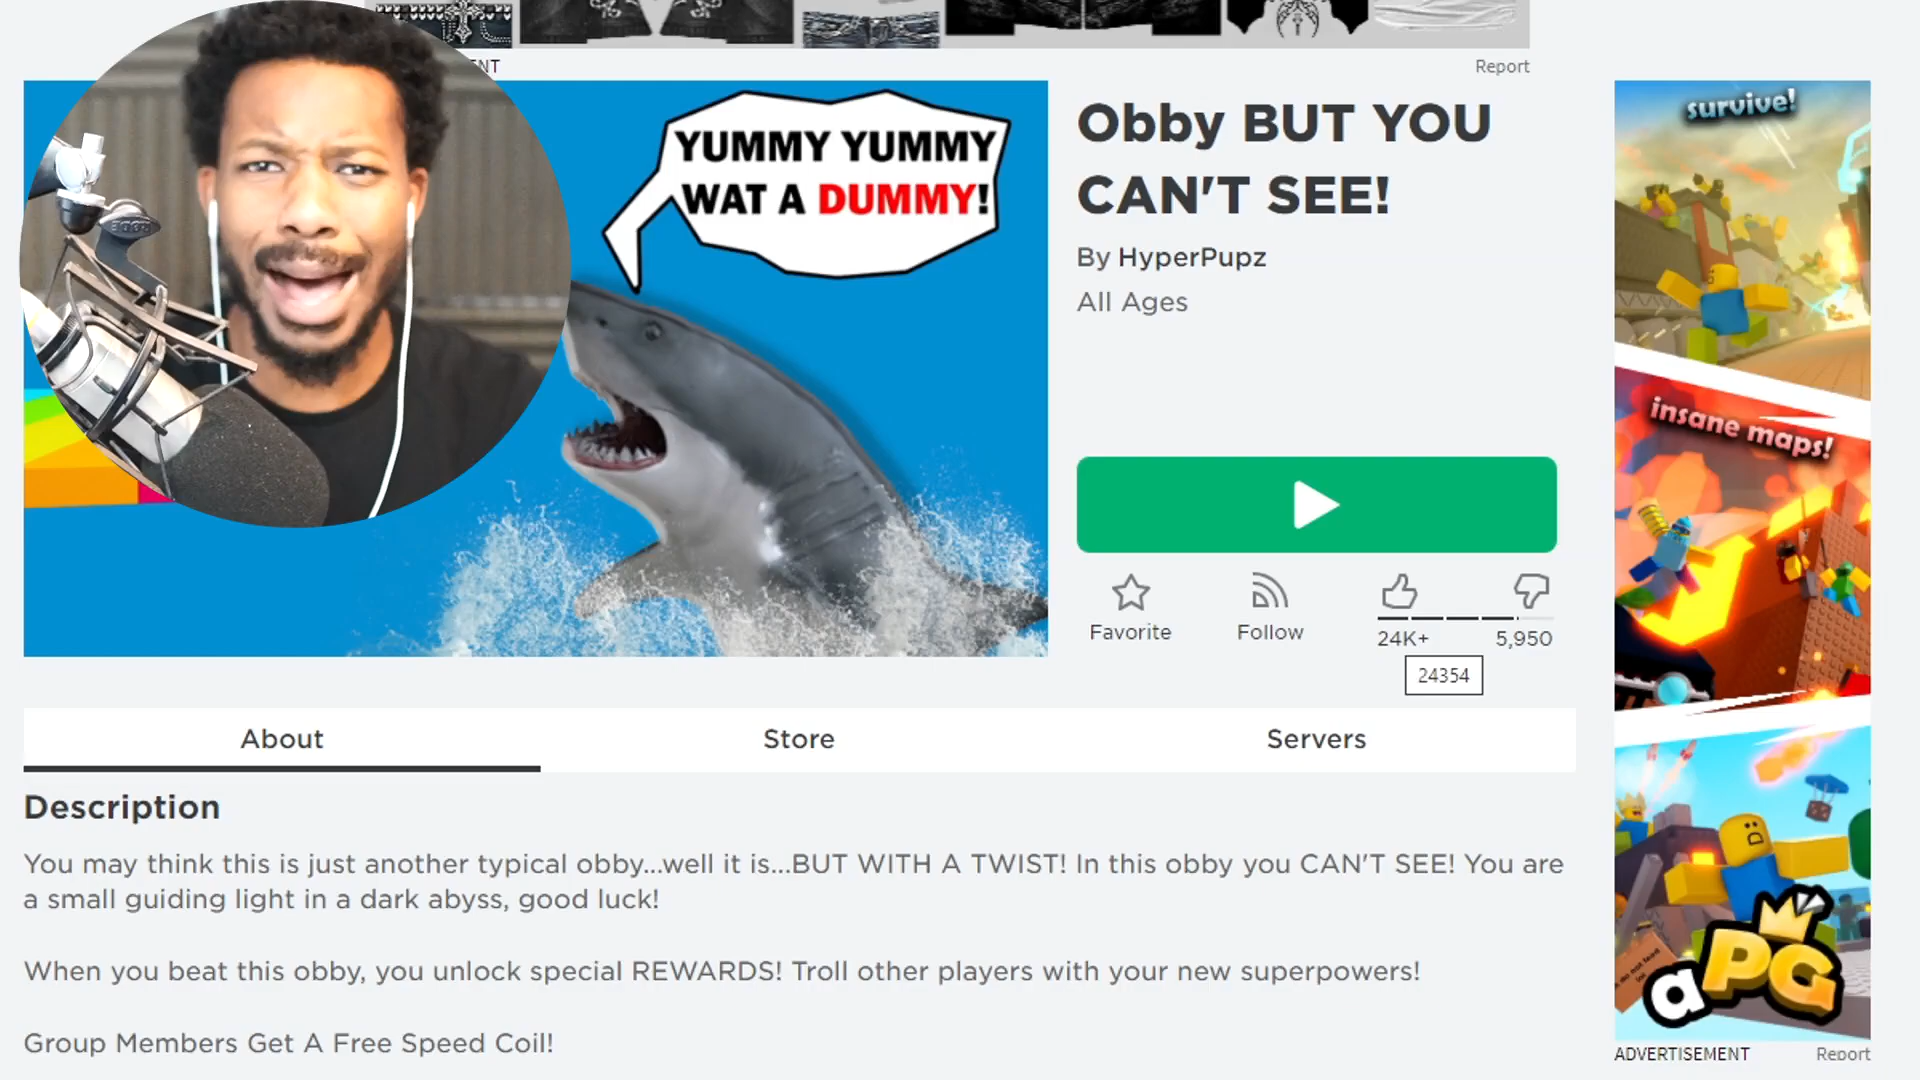 Report
YUMMY YUMMY
WAT A DUMMY!
Obby BUT YOU
CAN'T SEE!
By HyperPupz
All Ages
Favorite
Follow
24K+
5,950
24354
About
Store
Servers
Description
You may think this is just another typical obby...well it is...BUT WITH A TWIST! In this obby you CAN'T SEE! You are
a small guiding light in a dark abyss, good luck!
When you beat this obby, you unlock special REWARDS! Troll other players with your new superpowers!
Group Members Get A Free Speed Coil!
survive!
insane maps!
aPG
ADVERTISEMENT
Report